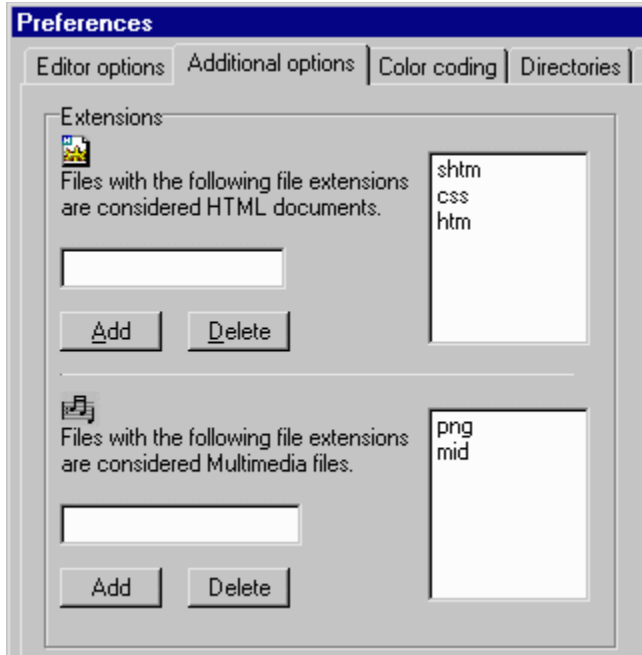 Preferences
Editor options
Additional options
Color coding
Directories
Extensions
Files with the following file extensions
are considered HTML documents.
shtm
css
htm
Add
Delete
Files with the following file extensions
are considered Multimedia files.
png
mid
Add
Delete